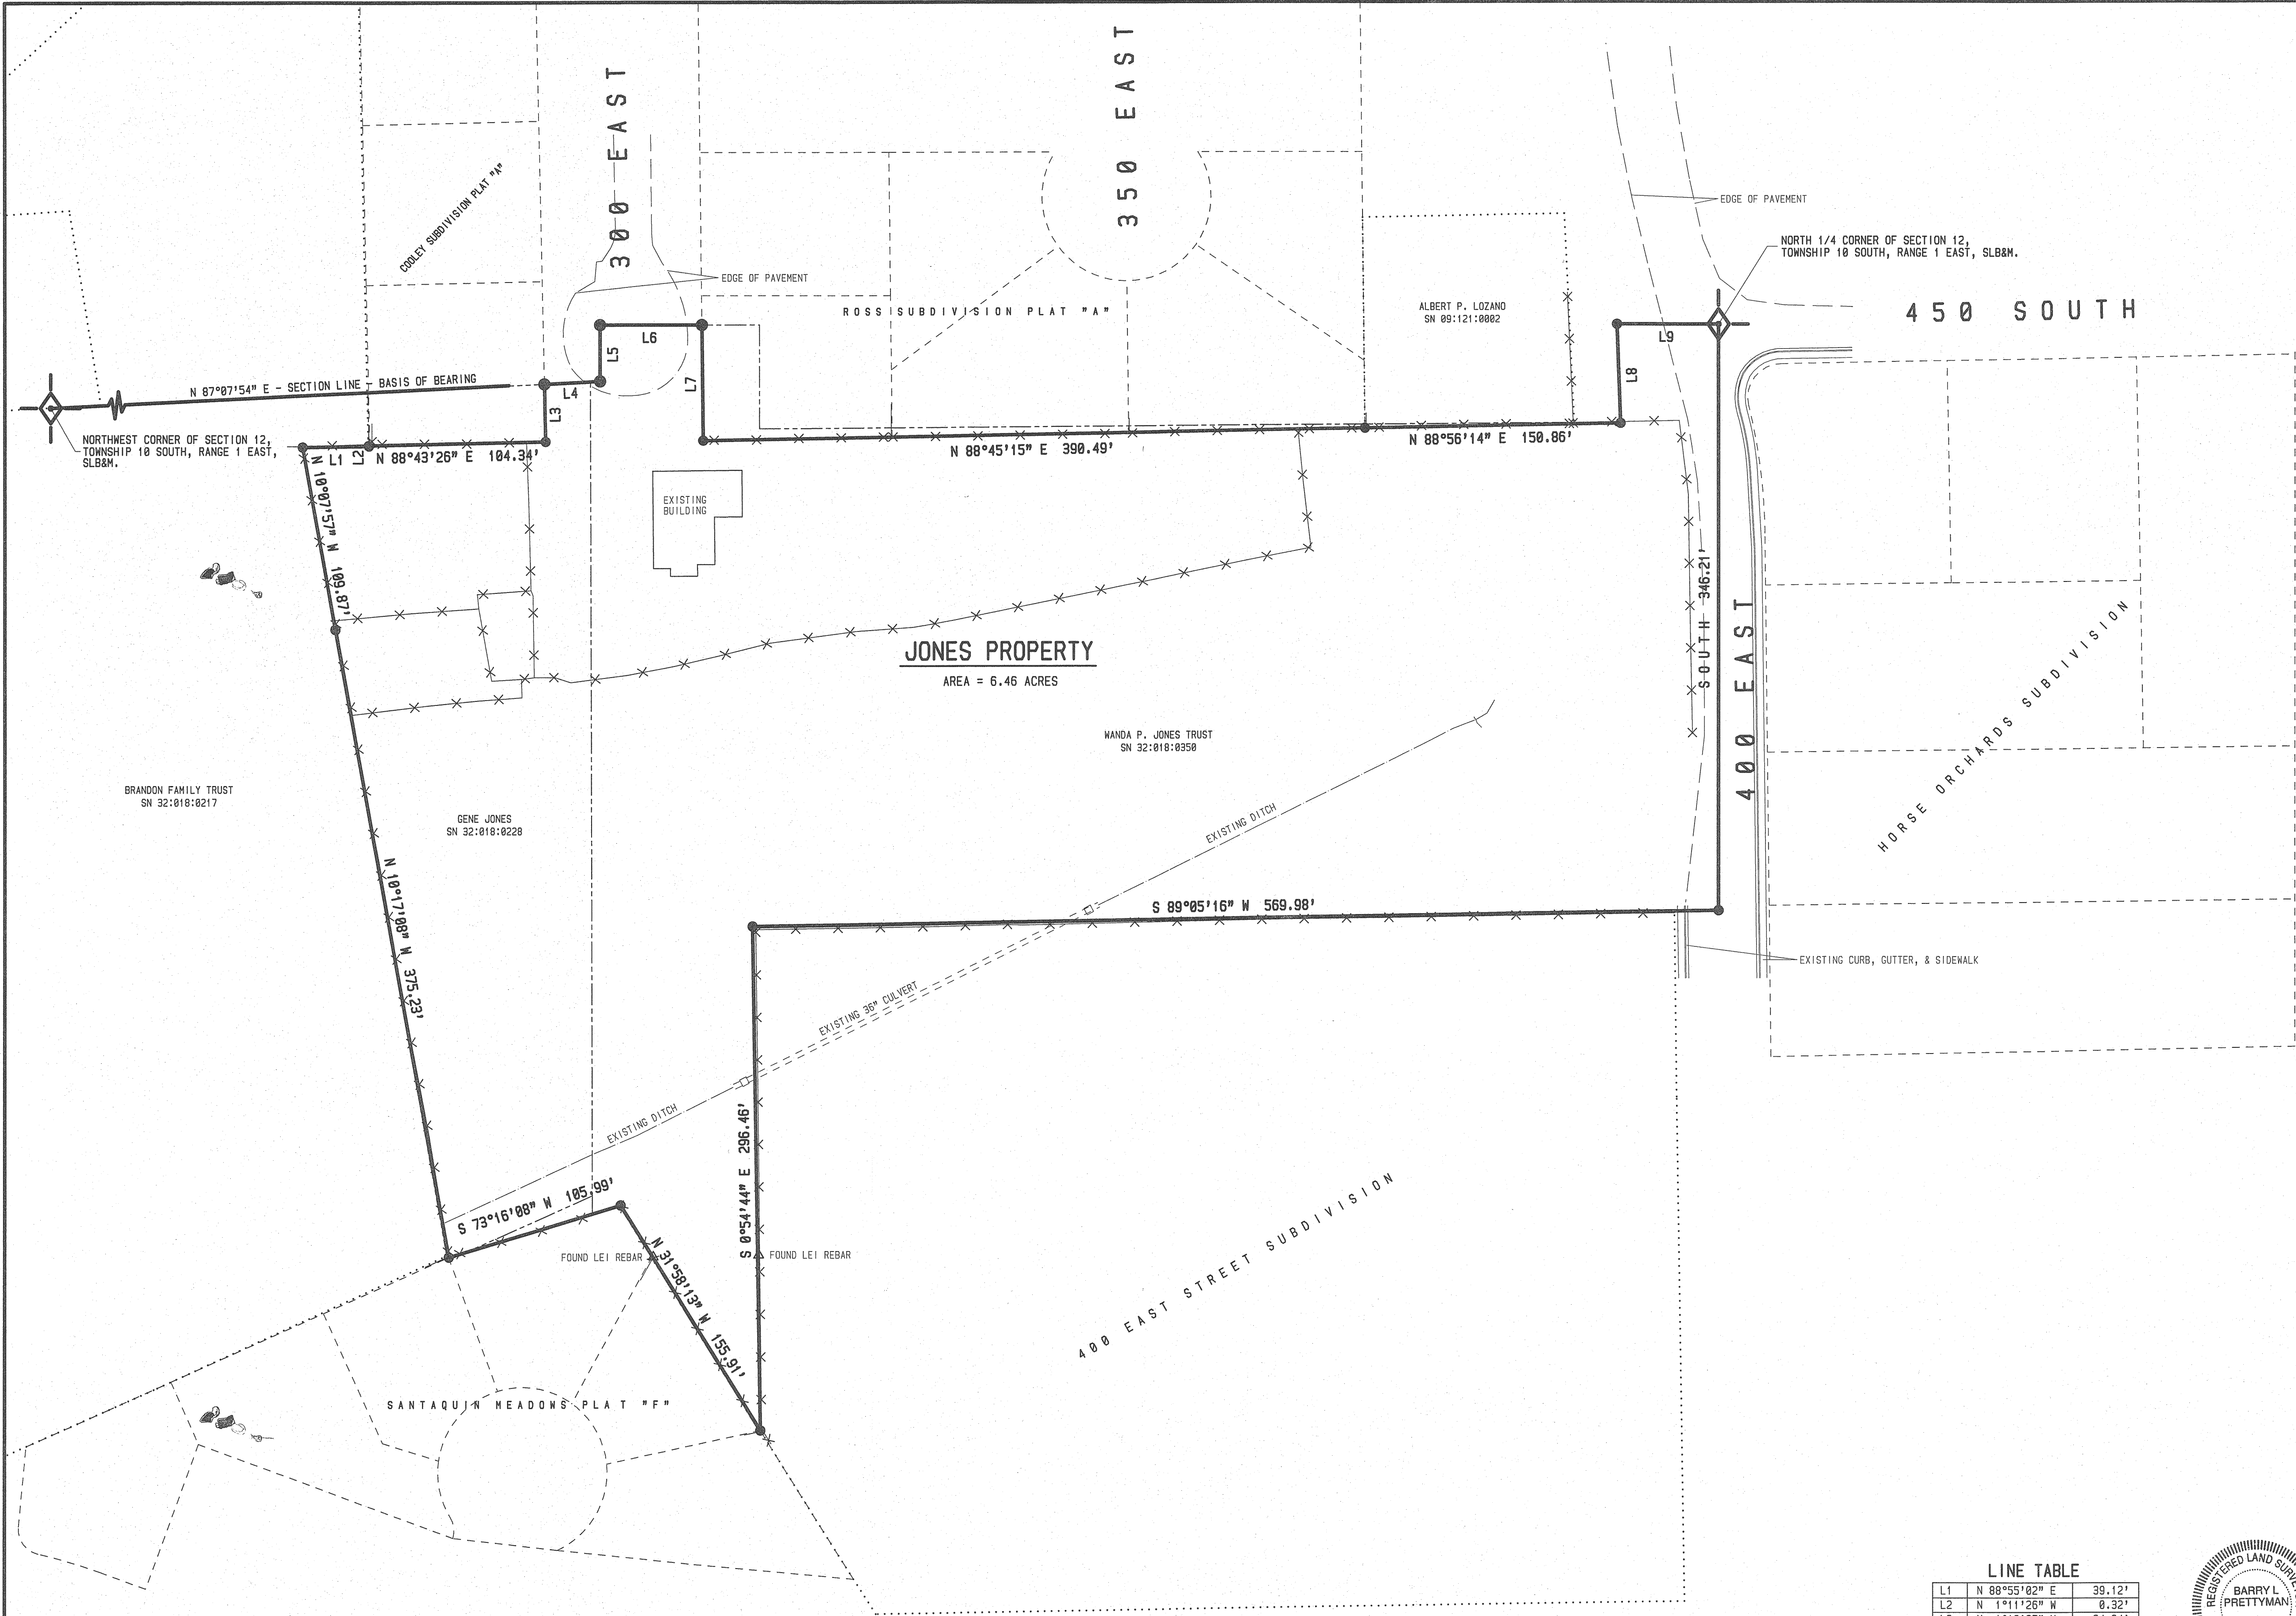 300 EAST
350 EAST
COOLEY SUBDIVISION PLAT "A"
EDGE OF PAVEMENT
EDGE OF PAVEMENT
NORTH 1/4 CORNER OF SECTION 12,
TOWNSHIP 10 SOUTH, RANGE 1 EAST, SLB&M.
450 SOUTH
ROSS SUBDIVISION PLAT "A"
ALBERT P. LOZANO
SN 09:121:0002
L6
L5
L9
L7
L8
L4
L3
N 87°07'54" E - SECTION LINE - BASIS OF BEARING
NORTHWEST CORNER OF SECTION 12,
TOWNSHIP 10 SOUTH, RANGE 1 EAST,
SLB&M.
L1
L2
N 88°43'26" E 104.34'
N 88°45'15" E 390.49'
N 88°56'14" E 150.86'
N 10°07'57" W 109.87'
EXISTING
BUILDING
SOUTH 346.21'
400 EAST
JONES PROPERTY
AREA = 6.46 ACRES
HORSE ORCHARDS SUBDIVISION
WANDA P. JONES TRUST
SN 32:018:0350
BRANDON FAMILY TRUST
SN 32:018:0217
GENE JONES
SN 32:018:0228
EXISTING DITCH
N 10°17'08" W 375.23'
S 89°05'16" W 569.98'
EXISTING CURB, GUTTER, & SIDEWALK
EXISTING 36" CULVERT
EXISTING DITCH
S 0°54'44" E 296.46'
S 73°16'08" W 105.99'
FOUND LEI REBAR
FOUND LEI REBAR
N 31°58'13" W 155.91'
400 EAST STREET SUBDIVISION
SANTAQUIN MEADOWS PLAT "F"
LINE TABLE
L1 N 88°55'02" E 39.12'
L2 N 1°11'26" W 0.32'
REGISTERED LAND
BARRY L
PRETTYMAN